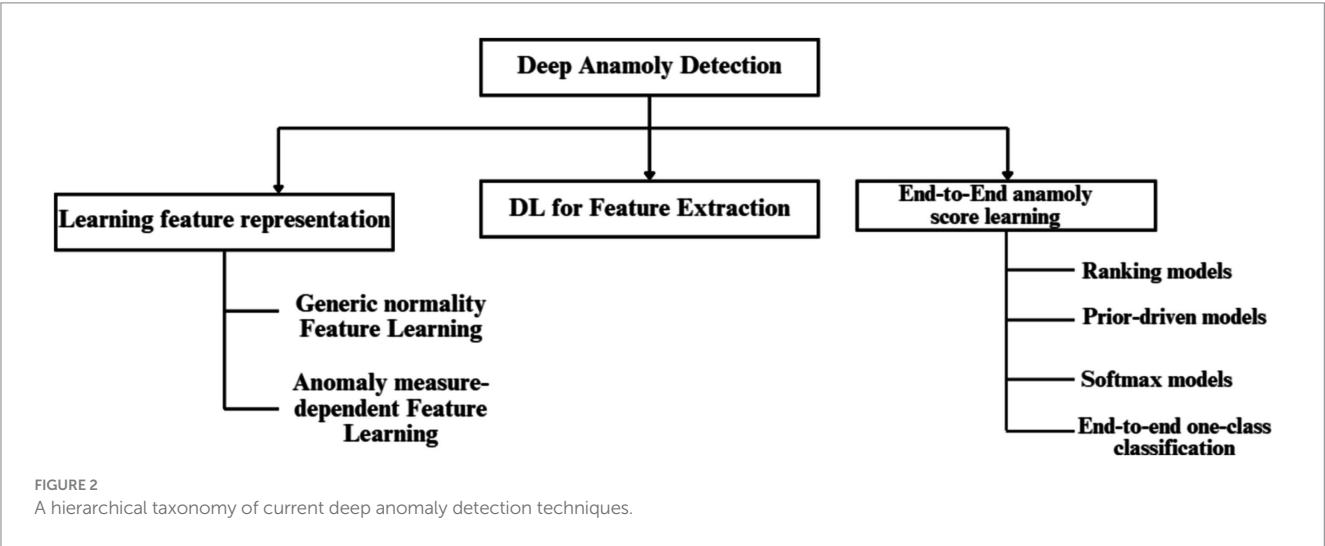 Deep Anamoly Detection
Learning feature representation
DL for Feature Extraction
End-to-End anamoly
score learning
Generic normality
Feature Learning
Anomaly measure-
dependent Feature
Learning
Ranking models
Prior-driven models
Softmax models
End-to-end one-class
classification
FIGURE 2
A hierarchical taxonomy of current deep anomaly detection techniques.